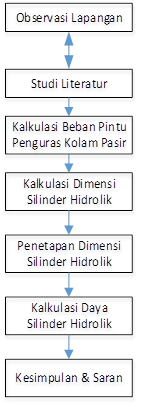 Observasi Lapangan
Studi Literatur
Kalkulasi Beban Pintu
Penguras Kolam Pasir
Kalkulasi Dimensi
Silinder Hidrolik
Penetapan Dimensi
Silinder Hidrolik
Kalkulasi Daya
Silinder Hidrolik
Kesimpulan & Saran